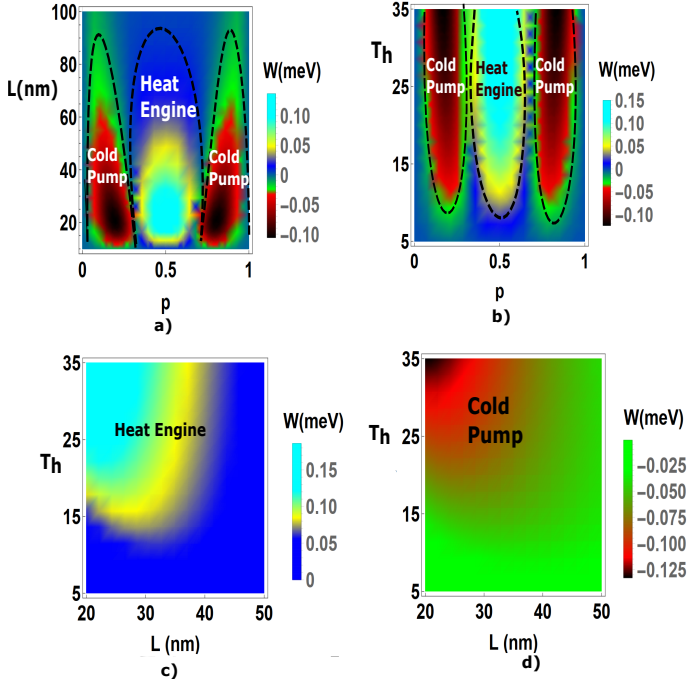 100
80
L(nm)
60
40
20
Heat
Engine
Cold
Pump
Cold
Pump
0
0.5
1
p
a)
W(meV)
0.10
0.05
0
−0.05
−0.10
35
T_h
25
15
5
Cold
Pump
Heat
Engine
Cold
Pump
0
0.5
1
p
b)
W(meV)
0.15
0.10
0.05
0
−0.05
−0.10
35
T_h
25
15
5
Heat Engine
20
30
40
50
L (nm)
c)
W(meV)
0.15
0.10
0.05
0
35
T_h
25
15
5
Cold
Pump
20
30
40
50
L (nm)
d)
W(meV)
−0.025
−0.050
−0.075
−0.100
−0.125